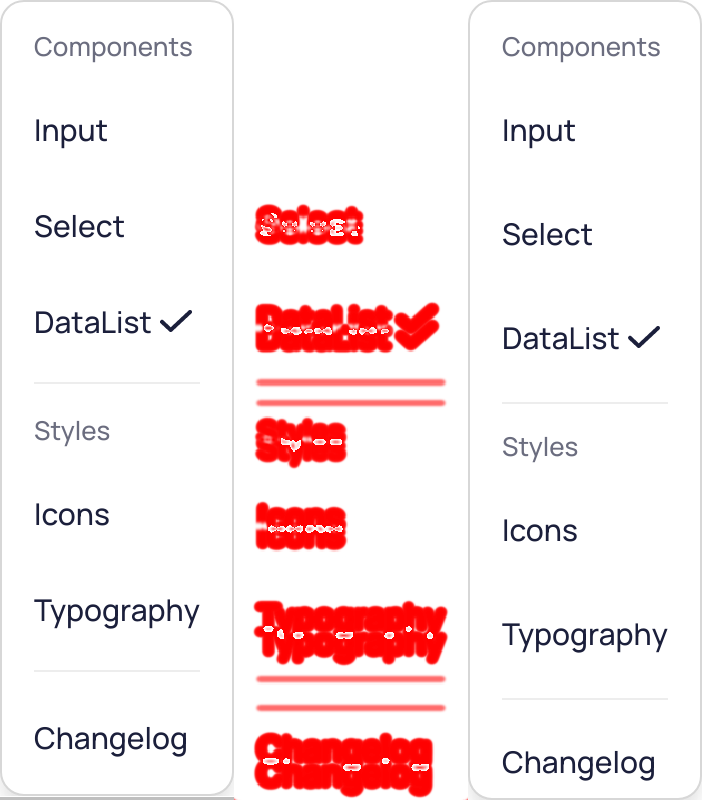 Components
Input
Select
DataList
Styles
Icons
Typography
Changelog
Select
DataList
Styles
Icons
Typography
Changelog
Components
Input
Select
DataList
Styles
Icons
Typography
Changelog